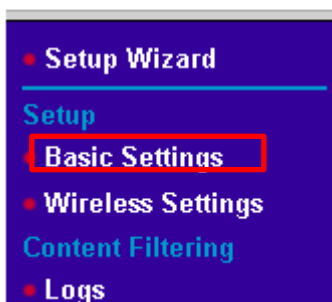 Setup Wizard
Setup
Basic Settings
Wireless Settings
Content Filtering
Logs